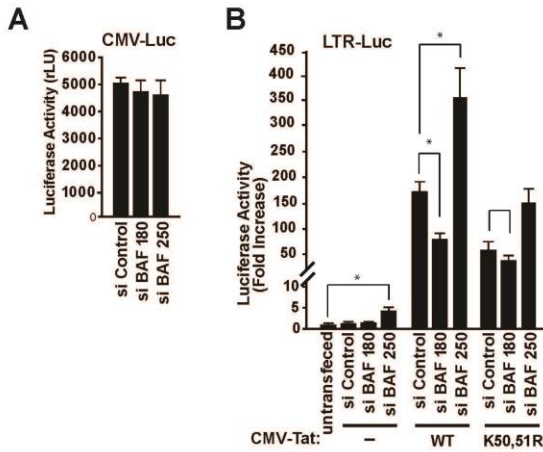 A
CMV-Luc
Luciferase Activity (rLU)
6000
5000
4000
3000
2000
1000
0
si Control
si BAF 180
si BAF 250
B
LTR-Luc
Luciferase Activity
(Fold Increase)
450
400
350
300
250
200
150
100
50
10
5
0
*
*
*
untransfeced
si Control
si BAF 180
si BAF 250
si Control
si BAF 180
si BAF 250
si Control
si BAF 180
si BAF 250
CMV-Tat: – WT K50,51R